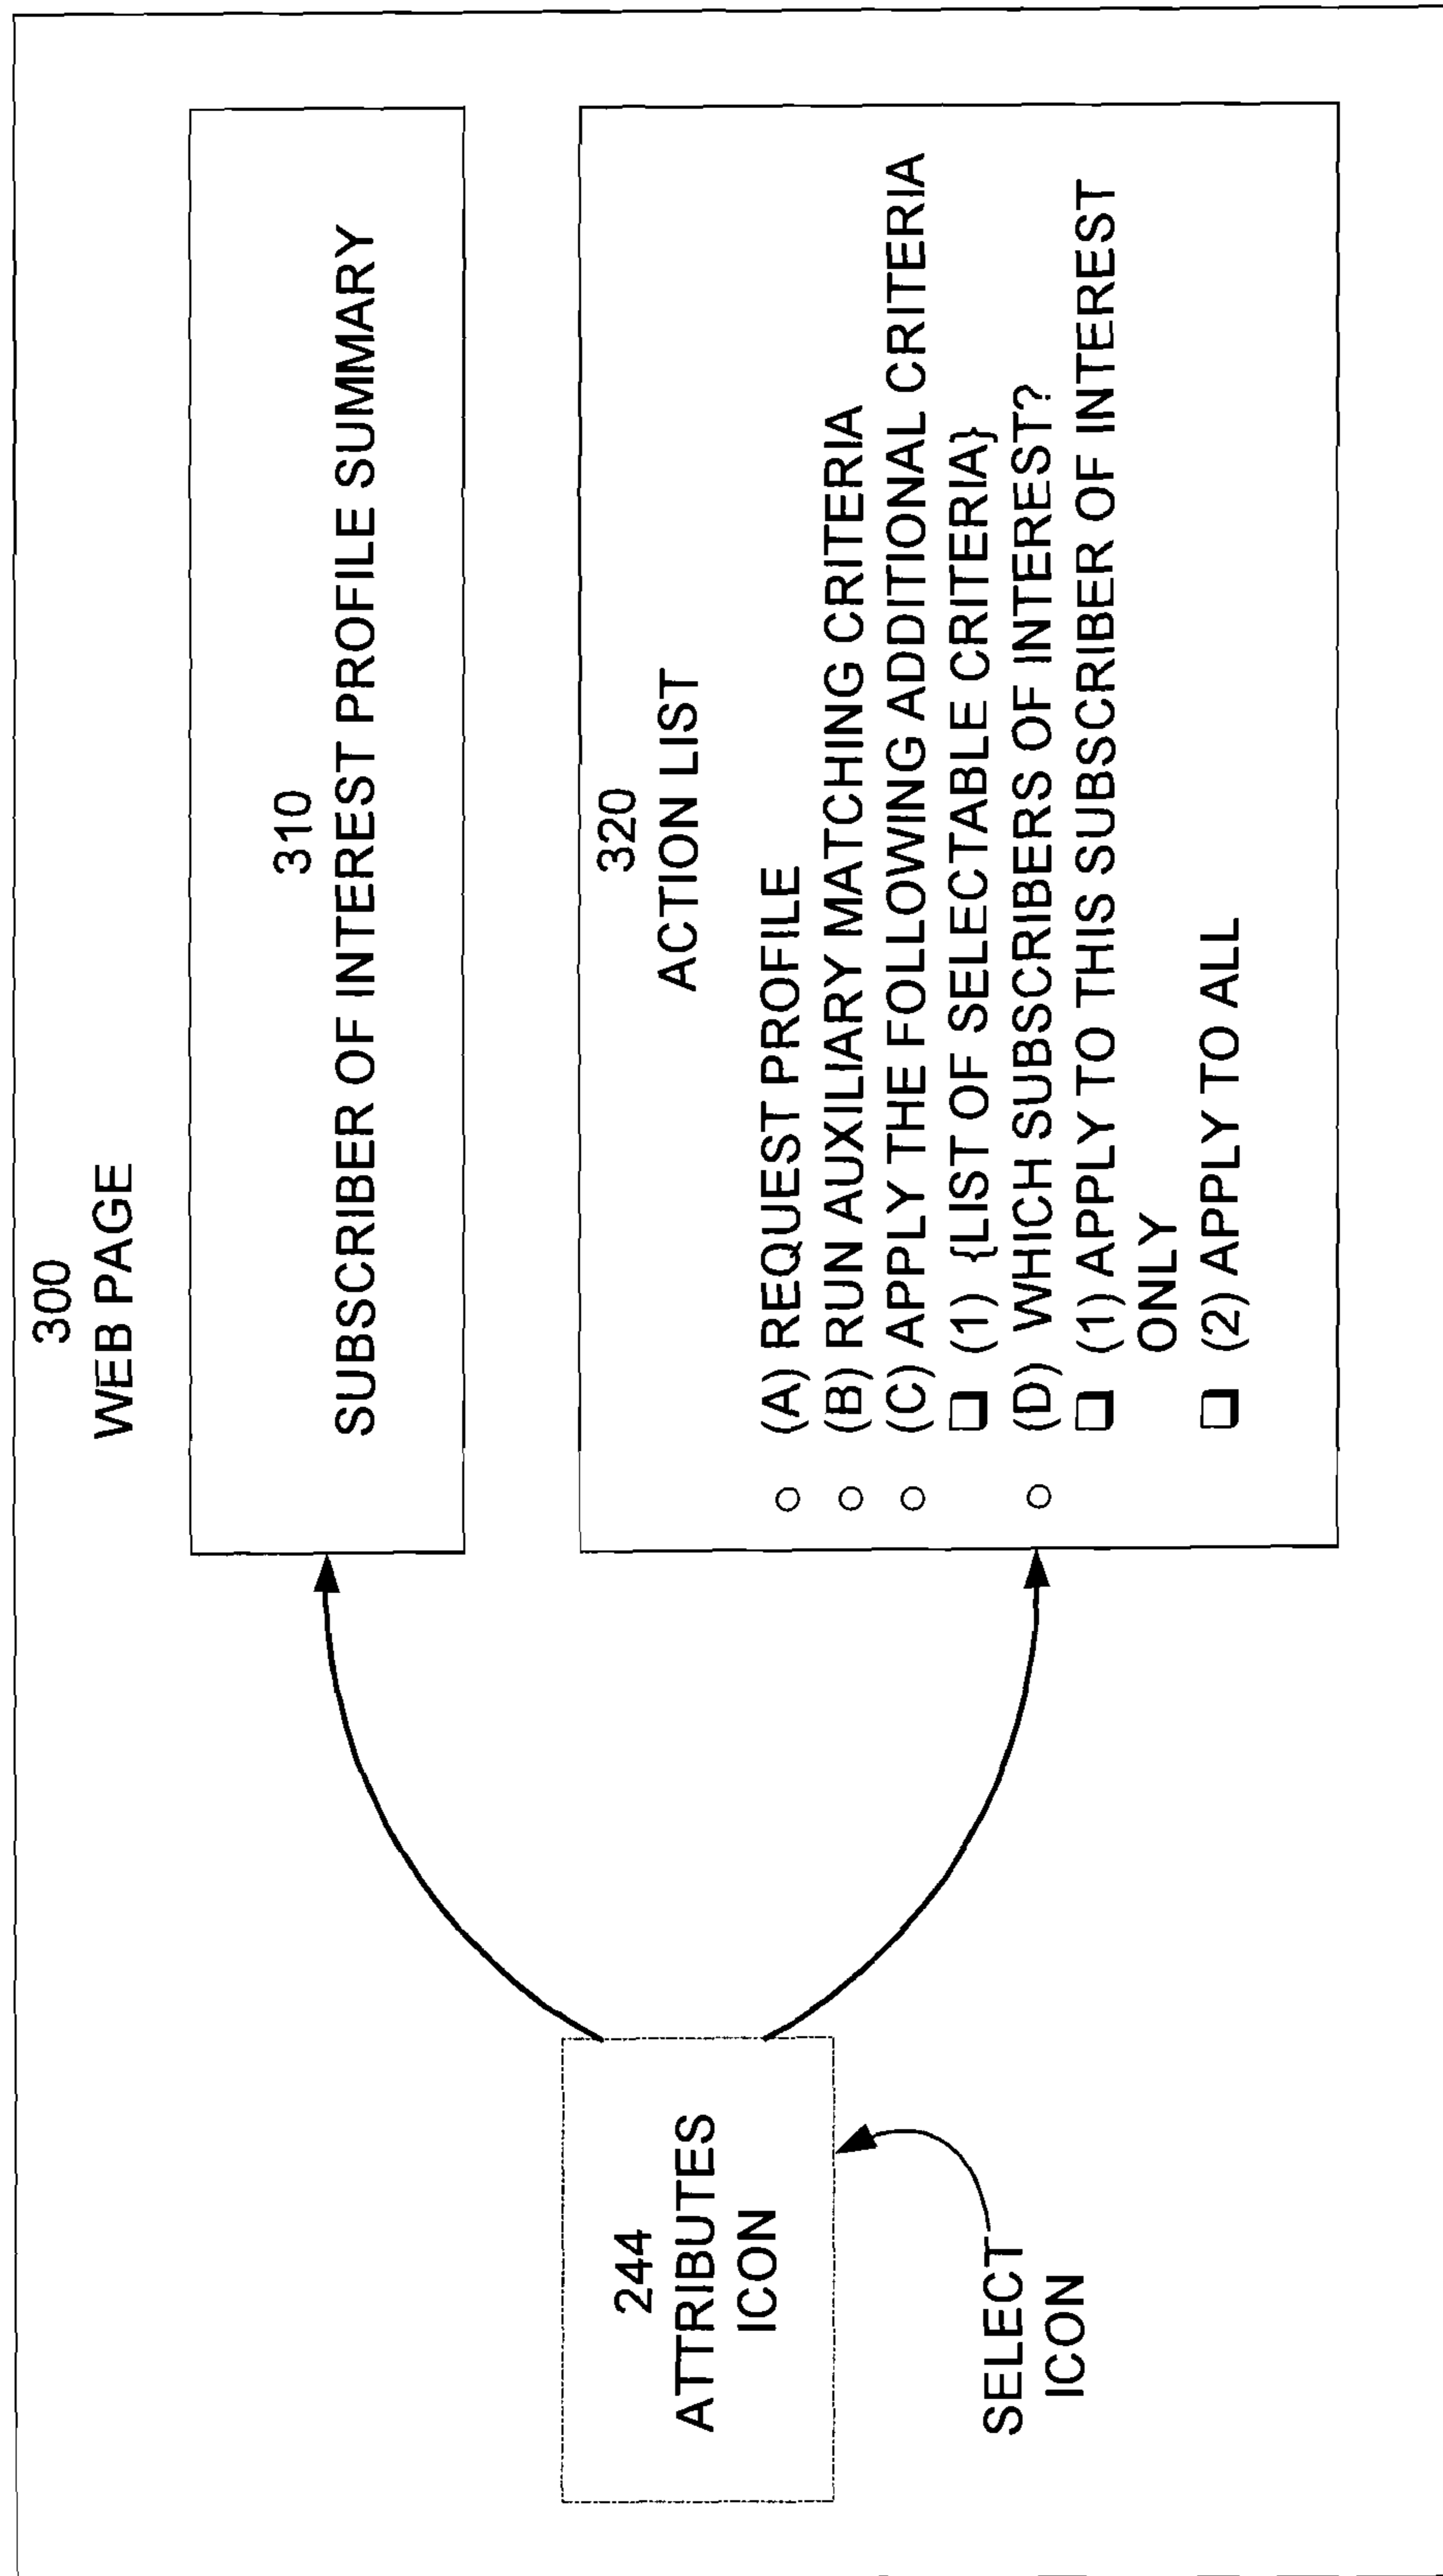 300
WEB PAGE
310
SUBSCRIBER OF INTEREST PROFILE SUMMARY
320
ACTION LIST
(A) REQUEST PROFILE
(B) RUN AUXILIARY MATCHING CRITERIA
(C) APPLY THE FOLLOWING ADDITIONAL CRITERIA
(1) {LIST OF SELECTABLE CRITERIA}
(D) WHICH SUBSCRIBERS OF INTEREST?
(1) APPLY TO THIS SUBSCRIBER OF INTEREST
ONLY
(2) APPLY TO ALL
244
ATTRIBUTES
ICON
SELECT
ICON